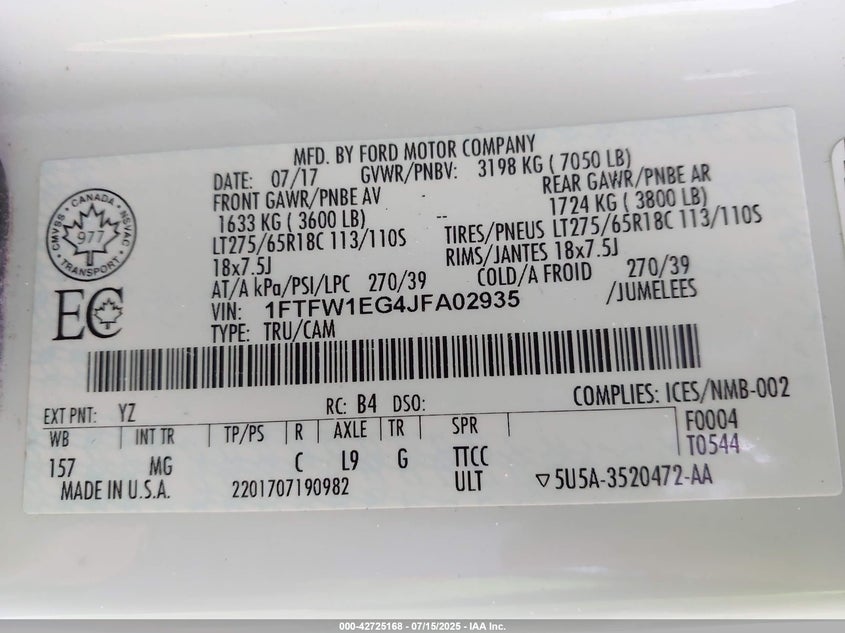 MFD. BY FORD MOTOR COMPANY
DATE: 07/17 GVWR/PNBV: 3198 KG ( 7050 LB)
FRONT GAWR/PNBE AV REAR GAWR/PNBE AR
1633 KG ( 3600 LB) -- 1724 KG ( 3800 LB)
LT275/65R18C 113/110S TIRES/PNEUS LT275/65R18C 113/110S
18x7.5J RIMS/JANTES 18x7.5J
AT/A kPa/PSI/LPC 270/39 COLD/A FROID 270/39
VIN: 1FTFW1EG4JFA02935 /JUMELEES
TYPE: TRU/CAM
CANADA
CMVSS NSVAC
977
TRANSPORT
EC
EXT PNT: YZ RC: B4 DSO: COMPLIES: ICES/NMB-002
WB INT TR TP/PS R AXLE TR SPR F0004
157 MG C L9 G TTCC T0544
MADE IN U.S.A. 2201707190982 ULT ▽5U5A-3520472-AA
000-42725168 - 07/15/2025 - IAA Inc.